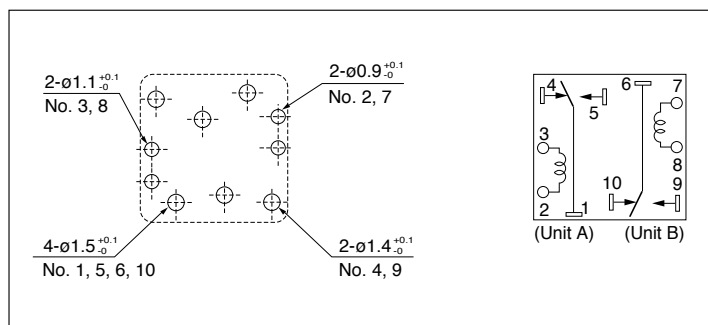 2-ø1.1 +0.1 -0
No. 3, 8
2-ø0.9 +0.1 -0
No. 2, 7
4-ø1.5 +0.1 -0
No. 1, 5, 6, 10
2-ø1.4 +0.1 -0
No. 4, 9
4
5
6
7
3
8
2
1
10
9
(Unit A)
(Unit B)